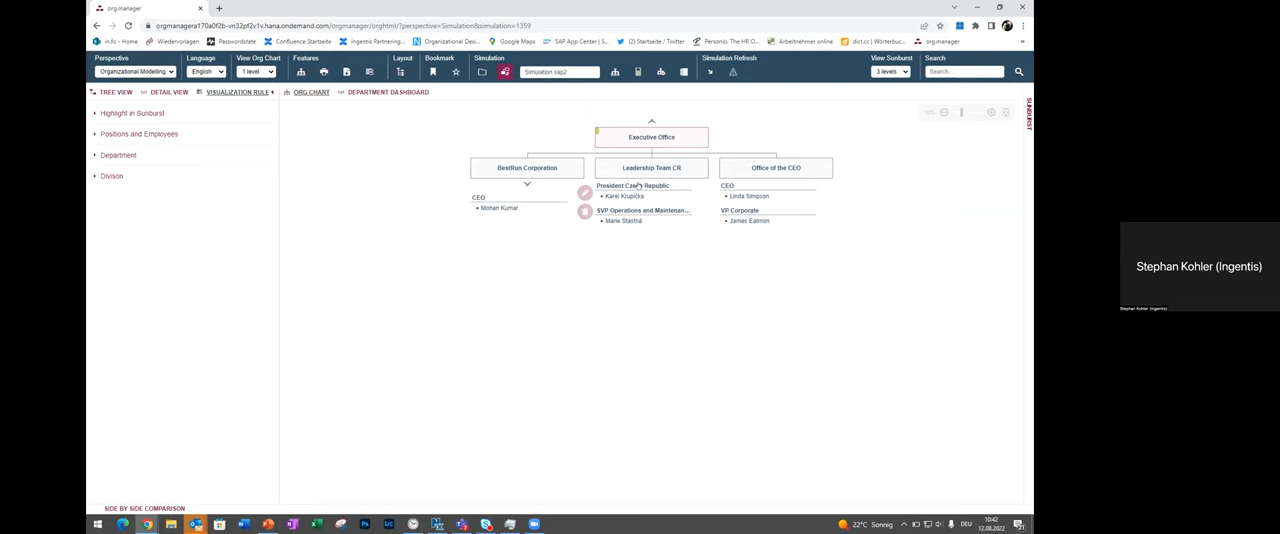 org.manager
orgmanagera170a0f2b-vn32pf2v1v.hana.ondemand.com/orgmanager/orghtml/?perspective=Simulation&simulation=1359
in.fo - Home
Wiedervorlagen
Passwordstate
Confluence Startseite
Ingentis Partnering...
Organizational Desi...
Google Maps
SAP App Center | S...
(2) Startseite / Twitter
Personio. The HR O...
Arbeitnehmer online
dict.cc | Wörterbuc...
org.manager
Perspective
Language
View Org Chart
Features
Layout
Bookmark
Simulation
Simulation Refresh
View Sunburst
Search
Organizational Modelling
English
1 level
Simulation sap2
3 levels
Search...
TREE VIEW
DETAIL VIEW
VISUALIZATION RULE
ORG CHART
DEPARTMENT DASHBOARD
SUNBURST
Highlight in Sunburst
Positions and Employees
Department
Divison
Executive Office
BestRun Corporation
Leadership Team CR
Office of the CEO
CEO
• Mohan Kumar
President Czech Republic
• Karel Krupička
SVP Operations and Maintenan...
• Marie Štastná
CEO
• Linda Simpson
VP Corporate
• James Eatmon
SIDE BY SIDE COMPARISON
22°C Sonnig
DEU
10:42
12.08.2022
Stephan Kohler (Ingentis)
Stephan Kohler (Ingentis)